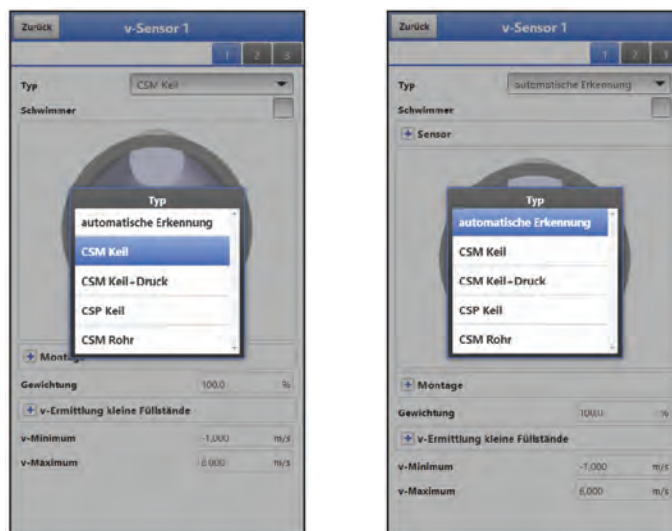 Zurück v-Sensor 1
1 2 3
Typ CSM Keil
Schwimmer
Typ
automatische Erkennung
CSM Keil
CSM Keil-Druck
CSP Keil
CSM Rohr
Montage
Gewichtung 100,0 %
v-Ermittlung kleine Füllstände
v-Minimum -1,000 m/s
v-Maximum 6,000 m/s
Zurück v-Sensor 1
1 2 3
Typ automatische Erkennung
Schwimmer
Sensor
Typ
automatische Erkennung
CSM Keil
CSM Keil-Druck
CSP Keil
CSM Rohr
Montage
Gewichtung 100,0 %
v-Ermittlung kleine Füllstände
v-Minimum -1,000 m/s
v-Maximum 6,000 m/s